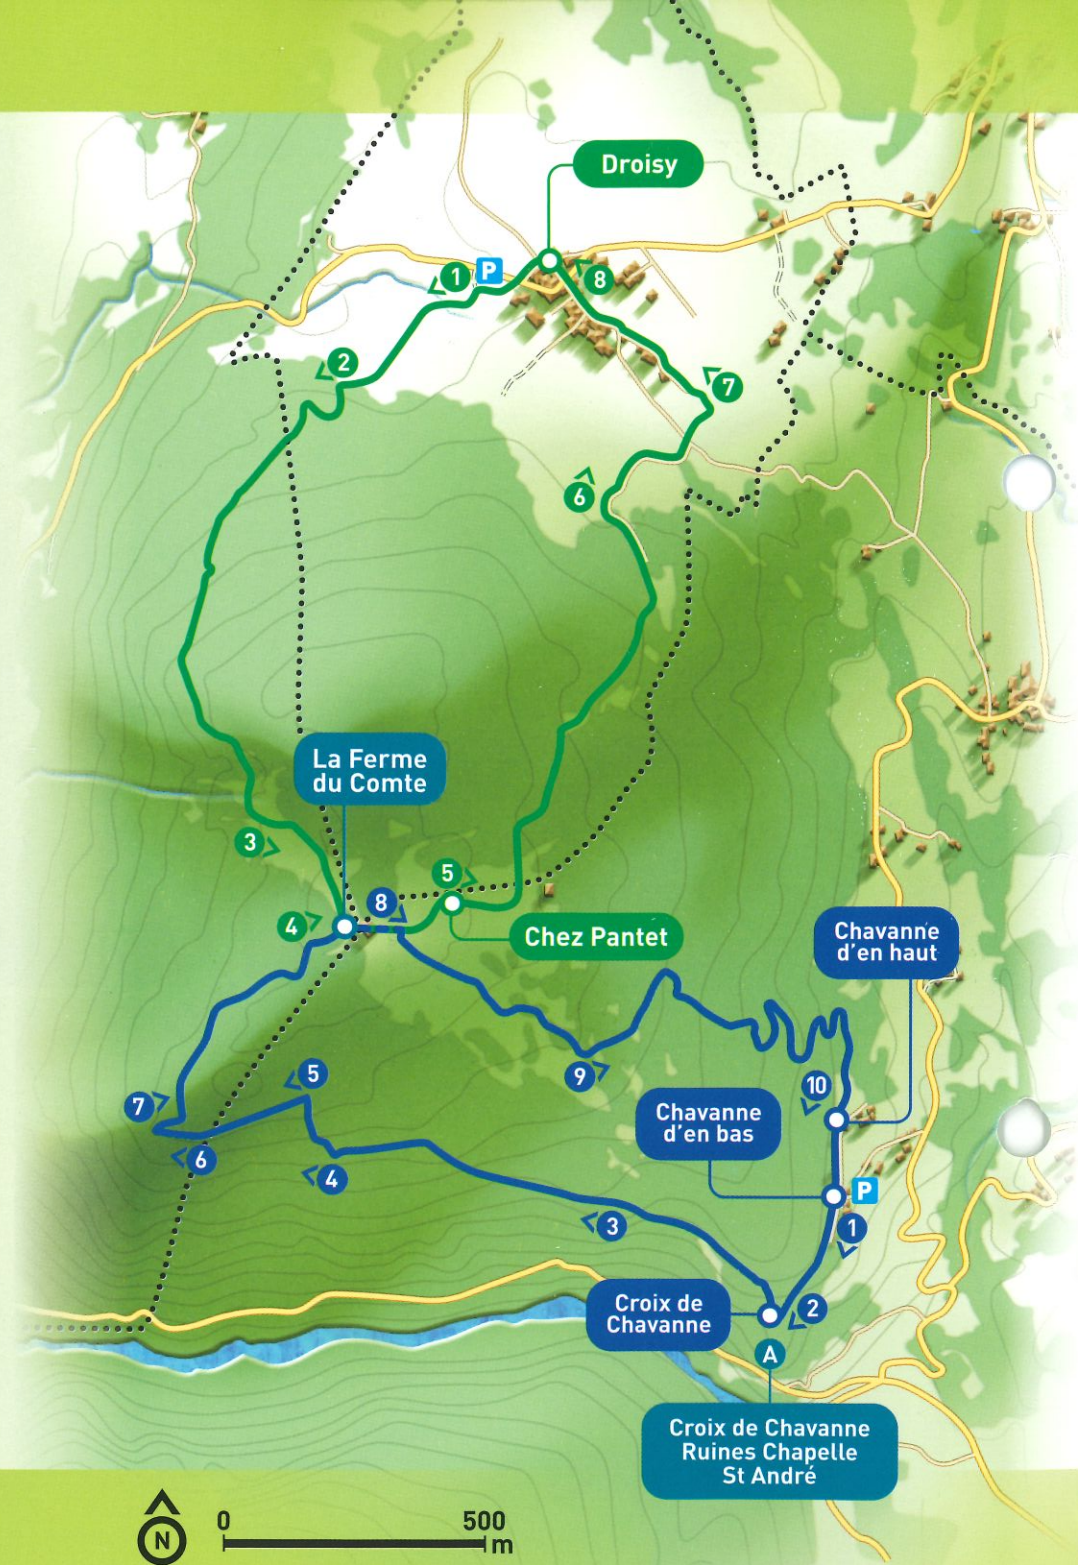 Droisy
P
1
8
2
7
6
La Ferme
du Comte
3
5
8
4
Chez Pantet
Chavanne
d'en haut
5
9
10
7
Chavanne
d'en bas
6
4
P
3
1
Croix de
Chavanne
2
A
Croix de Chavanne
Ruines Chapelle
St André
N
0
500
m